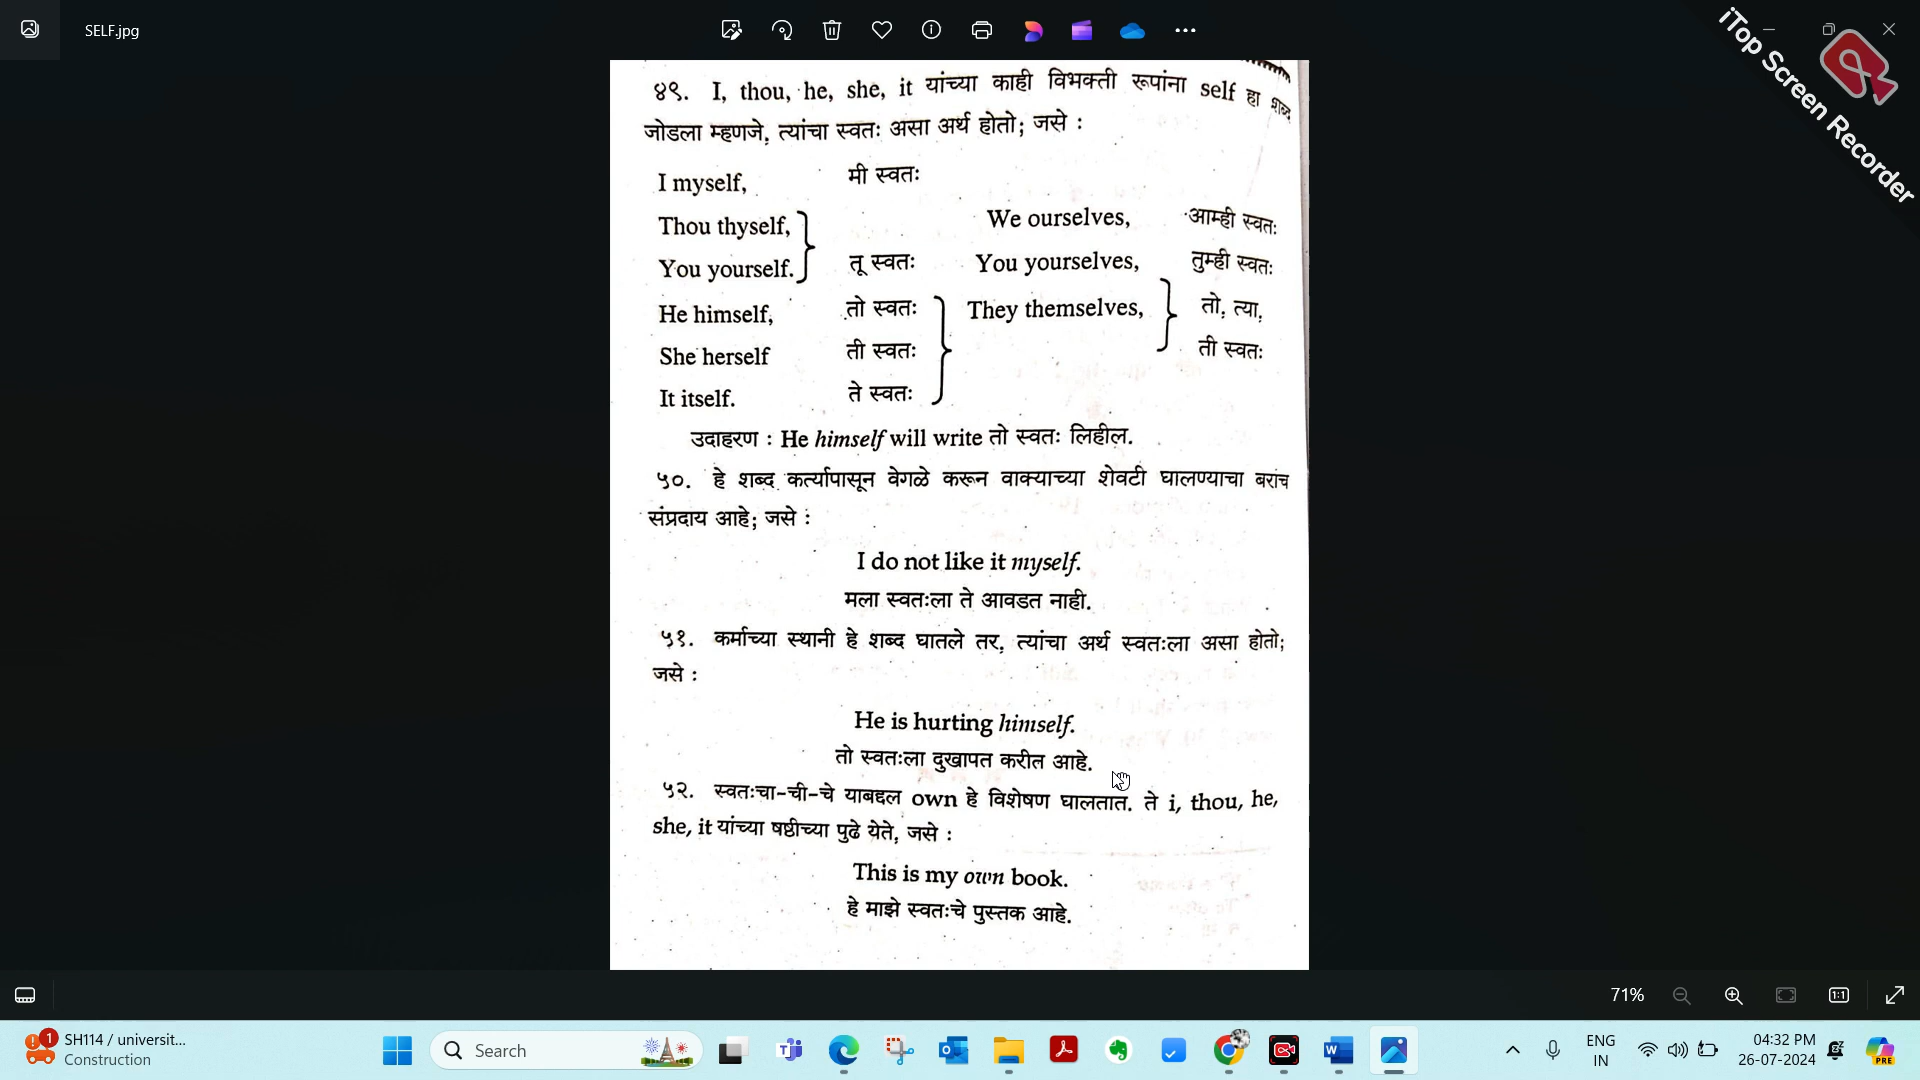 SELF.jpg
iTop Screen Recorder
४९. I, thou, he, she, it यांच्या काही विभक्ती रूपांना self हा शब्द
जोडला म्हणजे, त्यांचा स्वतः असा अर्थ होतो; जसे :
I myself, मी स्वतः
Thou thyself, We ourselves, आम्ही स्वतः
You yourself. तू स्वतः You yourselves, तुम्ही स्वतः
He himself, तो स्वतः They themselves, तो, त्या,
She herself ती स्वतः ती स्वतः
It itself. ते स्वतः
उदाहरण : He himself will write तो स्वतः लिहील.
५०. हे शब्द कर्त्यापासून वेगळे करून वाक्याच्या शेवटी घालण्याचा बराच
संप्रदाय आहे; जसे :
I do not like it myself.
मला स्वतःला ते आवडत नाही.
५१. कर्माच्या स्थानी हे शब्द घातले तर, त्यांचा अर्थ स्वतःला असा होतो;
जसे :
He is hurting himself.
तो स्वतःला दुखापत करीत आहे.
५२. स्वतःचा-ची-चे याबद्दल own हे विशेषण घालतात. ते i, thou, he,
she, it यांच्या षष्ठीच्या पुढे येते, जसे :
This is my own book.
हे माझे स्वतःचे पुस्तक आहे.
71%
1:1
1
SH114 / universit...
Construction
Search
ENG
IN
04:32 PM
26-07-2024
PRE